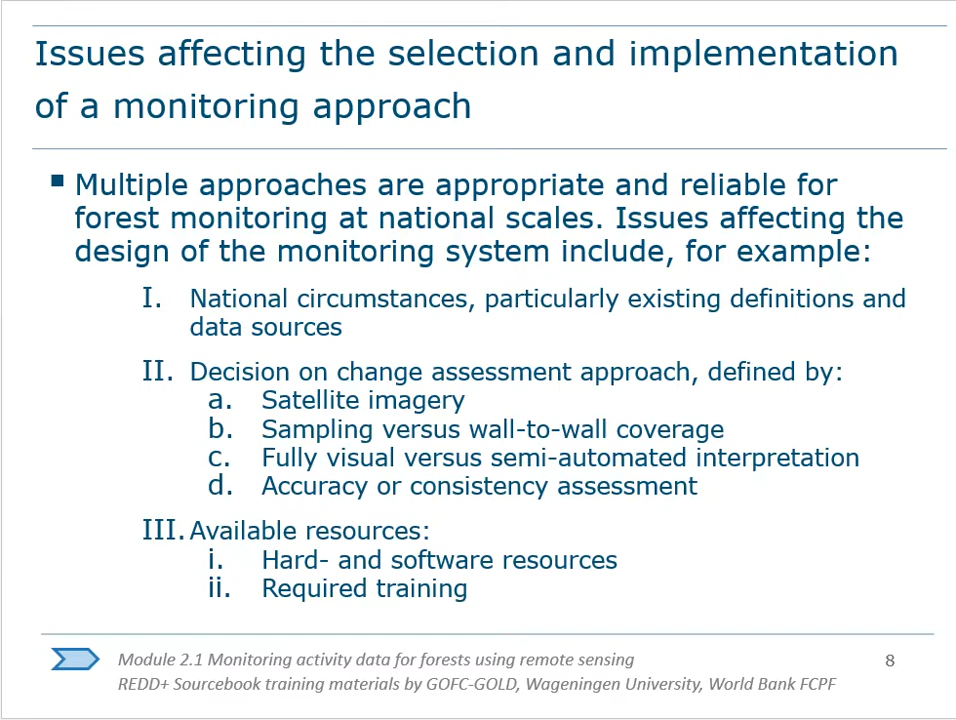 Issues affecting the selection and implementation
of a monitoring approach
Multiple approaches are appropriate and reliable for
forest monitoring at national scales. Issues affecting the
design of the monitoring system include, for example:
I. National circumstances, particularly existing definitions and
data sources
II. Decision on change assessment approach, defined by:
a. Satellite imagery
b. Sampling versus wall-to-wall coverage
c. Fully visual versus semi-automated interpretation
d. Accuracy or consistency assessment
III. Available resources:
i. Hard- and software resources
ii. Required training
Module 2.1 Monitoring activity data for forests using remote sensing
REDD+ Sourcebook training materials by GOFC-GOLD, Wageningen University, World Bank FCPF
8